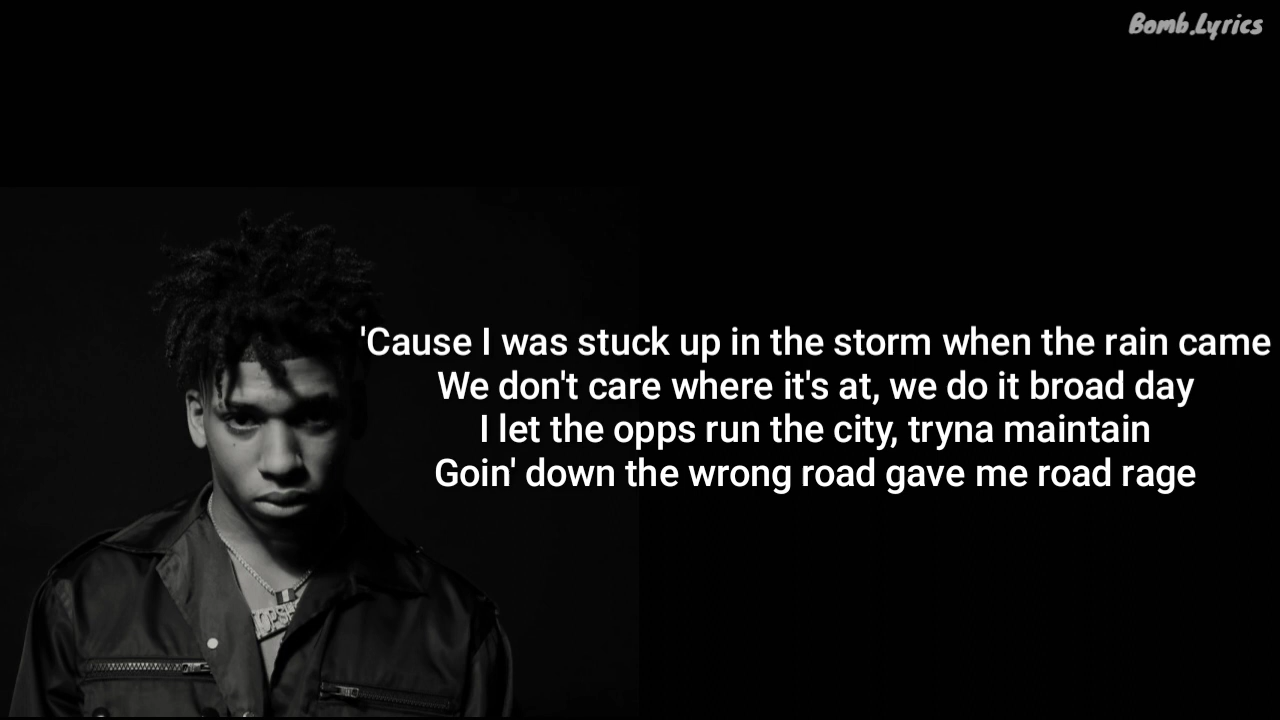 Bomb.Lyrics
'Cause I was stuck up in the storm when the rain came
We don't care where it's at, we do it broad day
I let the opps run the city, tryna maintain
Goin' down the wrong road gave me road rage